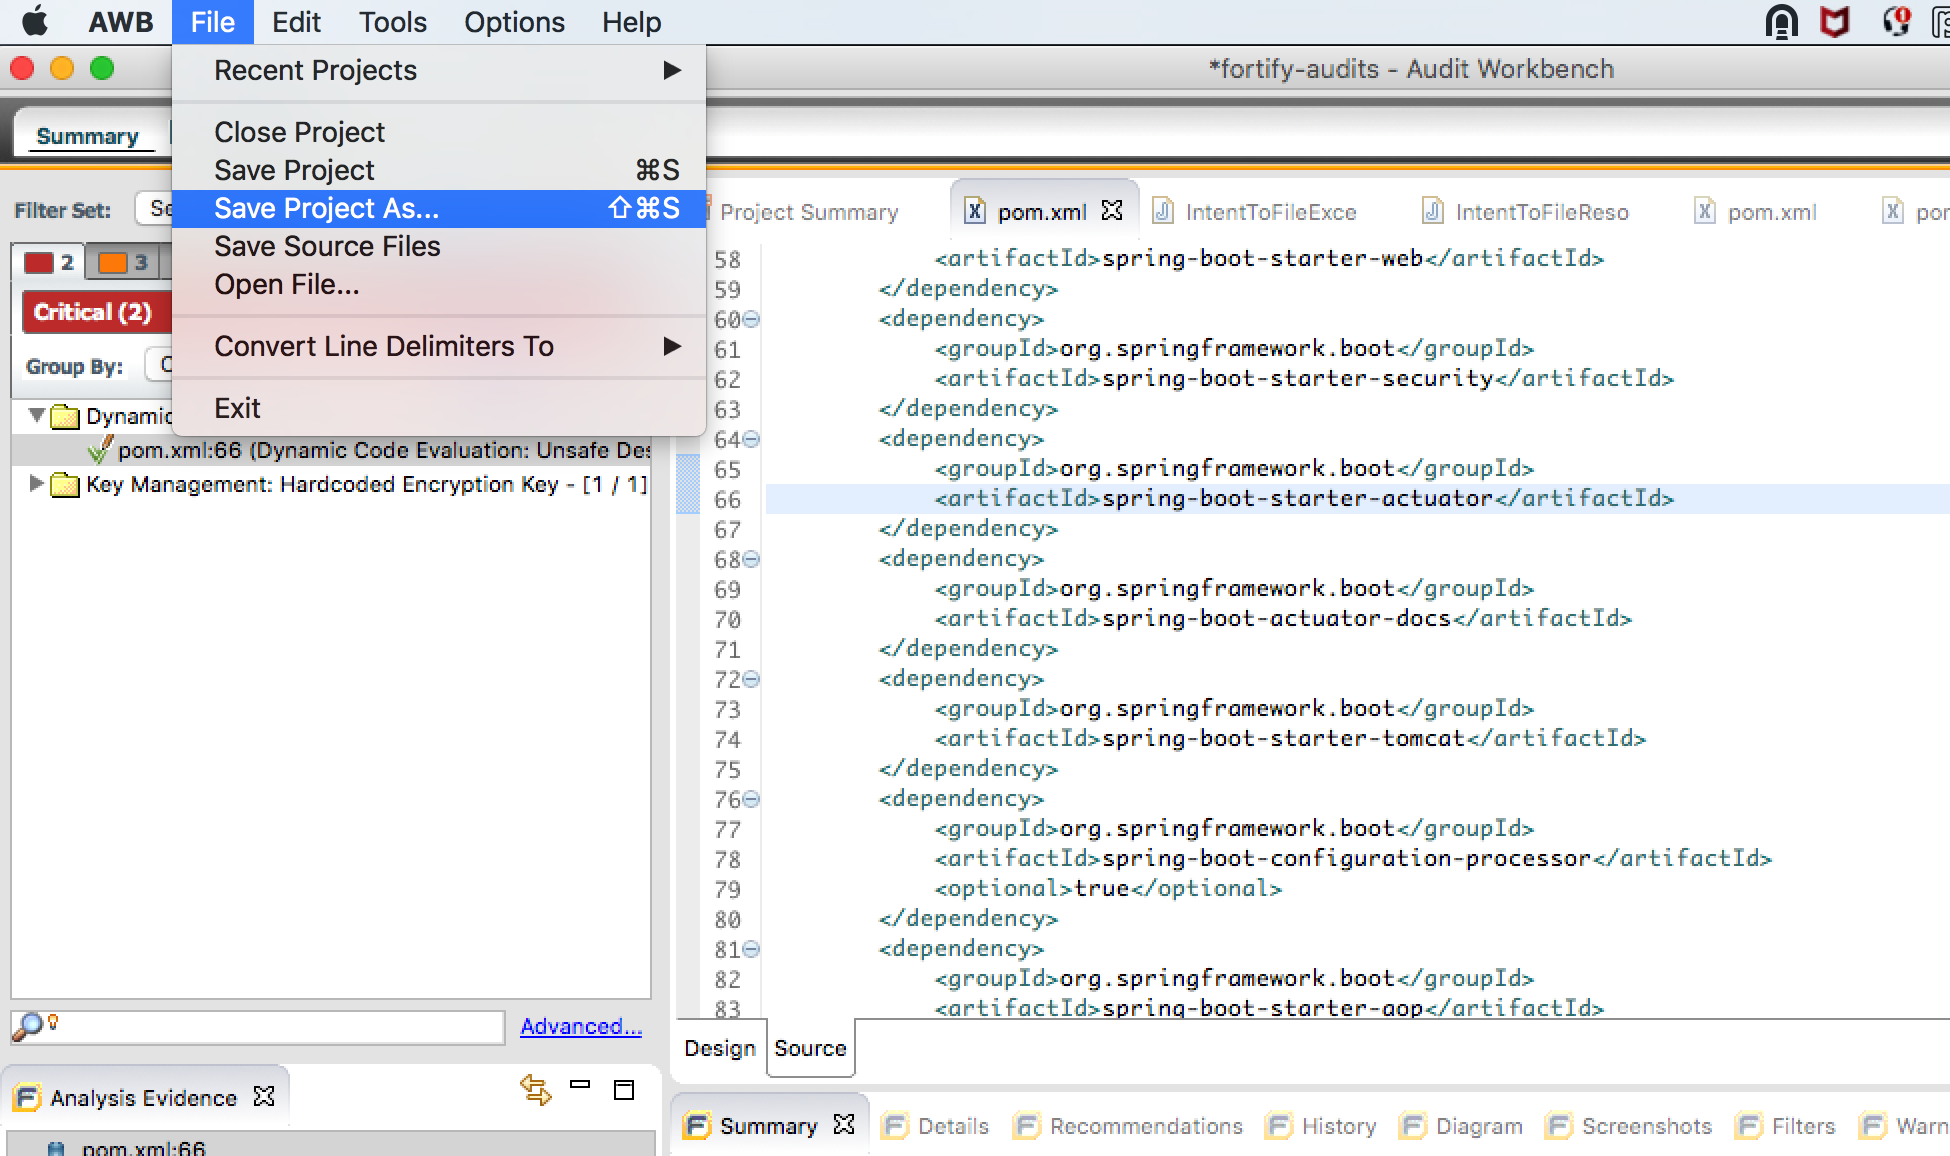 AWB File Edit Tools Options Help
*fortify-audits - Audit Workbench
Recent Projects
Close Project
Save Project ⌘S
Save Project As... ⇧⌘S
Save Source Files
Open File...
Convert Line Delimiters To
Exit
Summary
Filter Set: Se
2 3
Critical (2)
Group By:
Dynamic
pom.xml:66 (Dynamic Code Evaluation: Unsafe Des
Key Management: Hardcoded Encryption Key - [1 / 1]
Advanced...
Analysis Evidence
pom.xml:66
Project Summary pom.xml IntentToFileExce IntentToFileReso pom.xml pom
58 <artifactId>spring-boot-starter-web</artifactId>
59 </dependency>
60 <dependency>
61 <groupId>org.springframework.boot</groupId>
62 <artifactId>spring-boot-starter-security</artifactId>
63 </dependency>
64 <dependency>
65 <groupId>org.springframework.boot</groupId>
66 <artifactId>spring-boot-starter-actuator</artifactId>
67 </dependency>
68 <dependency>
69 <groupId>org.springframework.boot</groupId>
70 <artifactId>spring-boot-actuator-docs</artifactId>
71 </dependency>
72 <dependency>
73 <groupId>org.springframework.boot</groupId>
74 <artifactId>spring-boot-starter-tomcat</artifactId>
75 </dependency>
76 <dependency>
77 <groupId>org.springframework.boot</groupId>
78 <artifactId>spring-boot-configuration-processor</artifactId>
79 <optional>true</optional>
80 </dependency>
81 <dependency>
82 <groupId>org.springframework.boot</groupId>
83 <artifactId>spring-boot-starter-aop</artifactId>
Design Source
Summary Details Recommendations History Diagram Screenshots Filters Warn